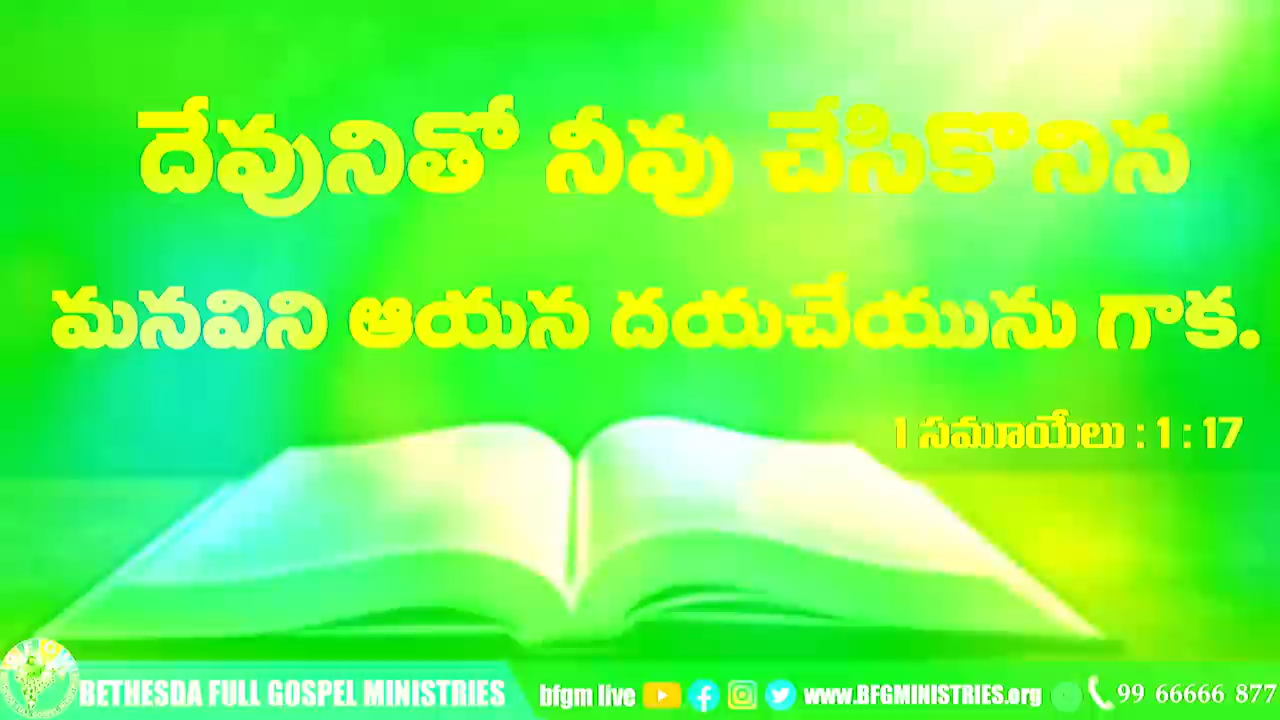 దేవునితో నీవు చేసికొనిన
మనవిని ఆయన దయచేయును గాక.
1 సమూయేలు : 1 : 17
BETHESDA FULL GOSPEL MINISTRIES bfgm live www.BFGMINISTRIES.org 99 66666 877